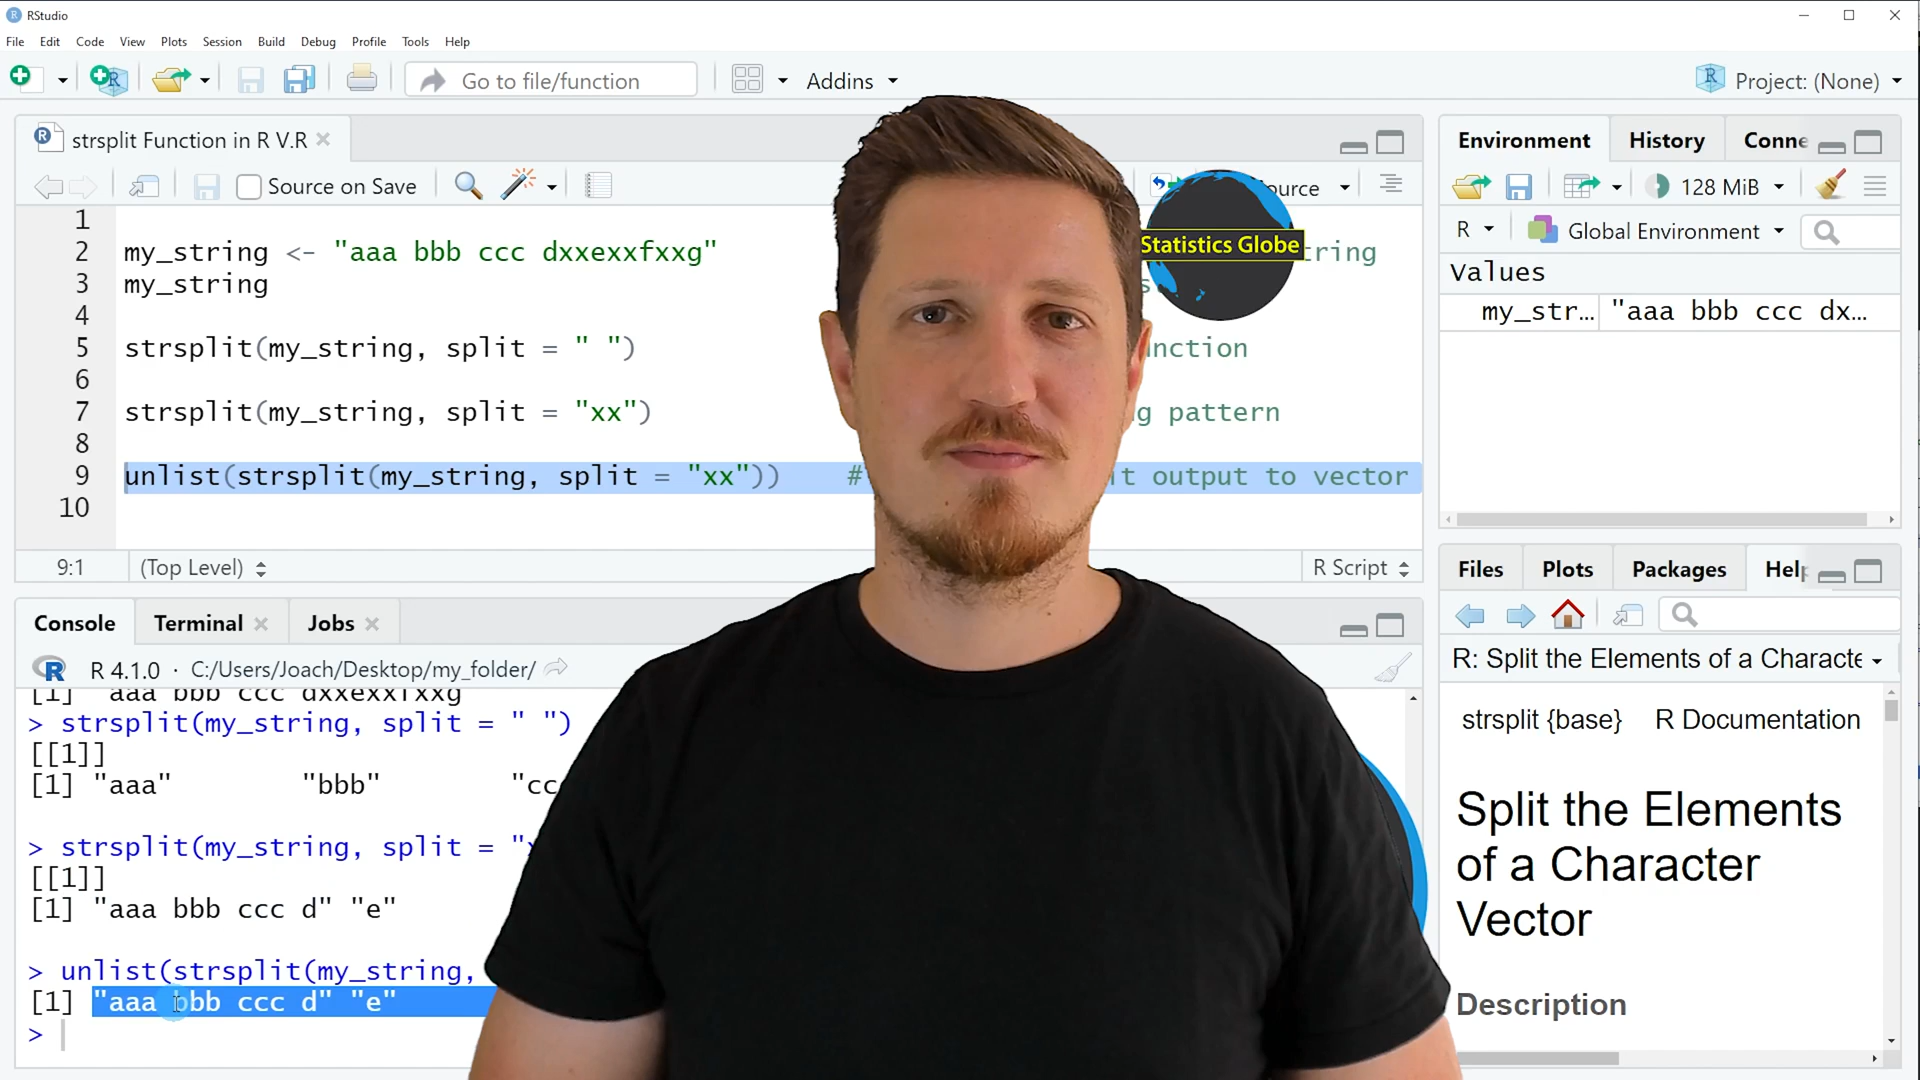 RStudio
File Edit Code View Plots Session Build Debug Profile Tools Help
Go to file/function Addins Project: (None)
strsplit Function in R V.R
Source on Save
1
2 my_string <- "aaa bbb ccc dxxexxfxxg"
3 my_string
4
5 strsplit(my_string, split = " ")
6
7 strsplit(my_string, split = "xx") pattern
8
9 unlist(strsplit(my_string, split = "xx")) # output to vector
10
9:1 (Top Level) R Script
Statistics Globe
Console Terminal Jobs
R 4.1.0 · C:/Users/Joach/Desktop/my_folder/
[1] aaa bbb ccc dxxexxfxxg
> strsplit(my_string, split = " ")
[[1]]
[1] "aaa" "bbb"
> strsplit(my_string, split =
[[1]]
[1] "aaa bbb ccc d" "e"
> unlist(strsplit(my_string,
[1] "aaa bbb ccc d" "e"
>
Environment History
128 MiB
R Global Environment
Values
my_str... "aaa bbb ccc dx...
Files Plots Packages
R: Split the Elements of a
strsplit {base} R Documentation
Split the Elements
of a Character
Vector
Description